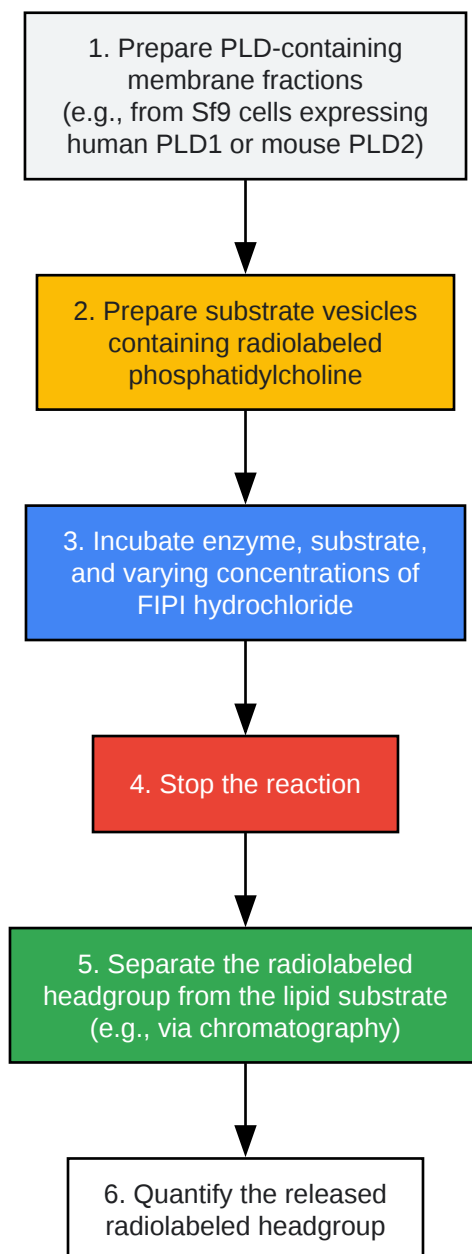 1. Prepare PLD-containing
membrane fractions
(e.g., from Sf9 cells expressing
human PLD1 or mouse PLD2)
2. Prepare substrate vesicles
containing radiolabeled
phosphatidylcholine
3. Incubate enzyme, substrate,
and varying concentrations of
FIPI hydrochloride
4. Stop the reaction
5. Separate the radiolabeled
headgroup from the lipid substrate
(e.g., via chromatography)
6. Quantify the released
radiolabeled headgroup